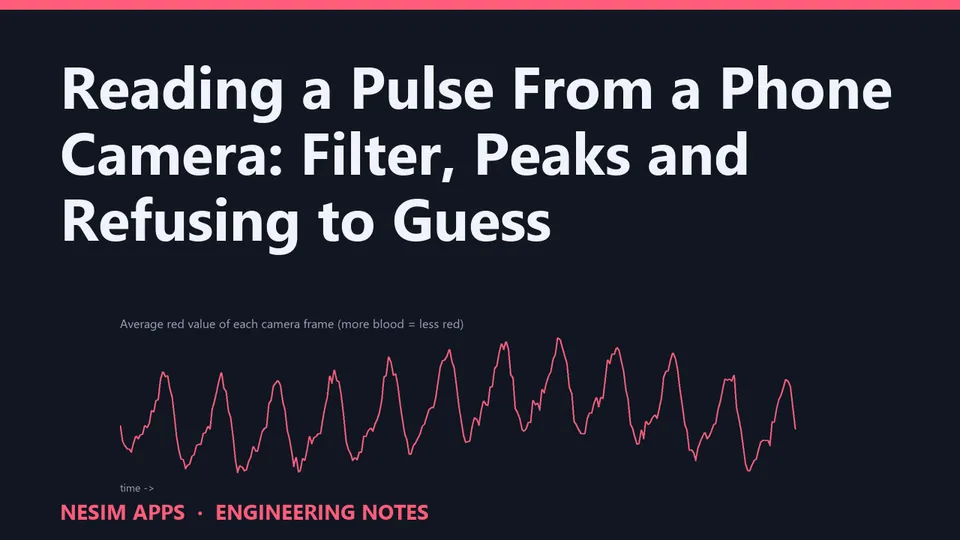 Reading a Pulse From a Phone
Camera: Filter, Peaks and
Refusing to Guess
Average red value of each camera frame (more blood = less red)
time ->
NESIM APPS · ENGINEERING NOTES